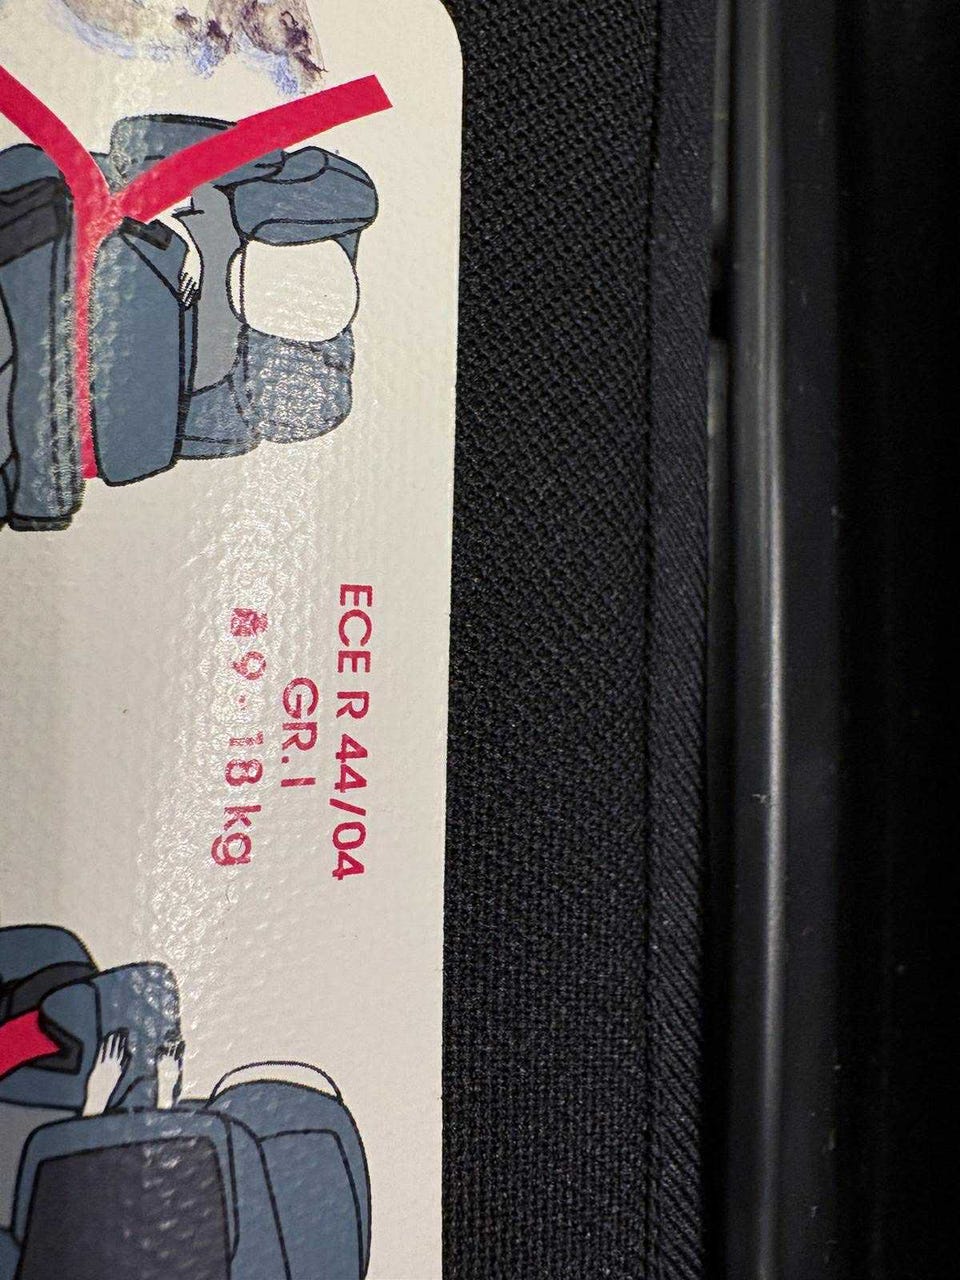 ECE R 44/04
GR. I
9 - 18 kg